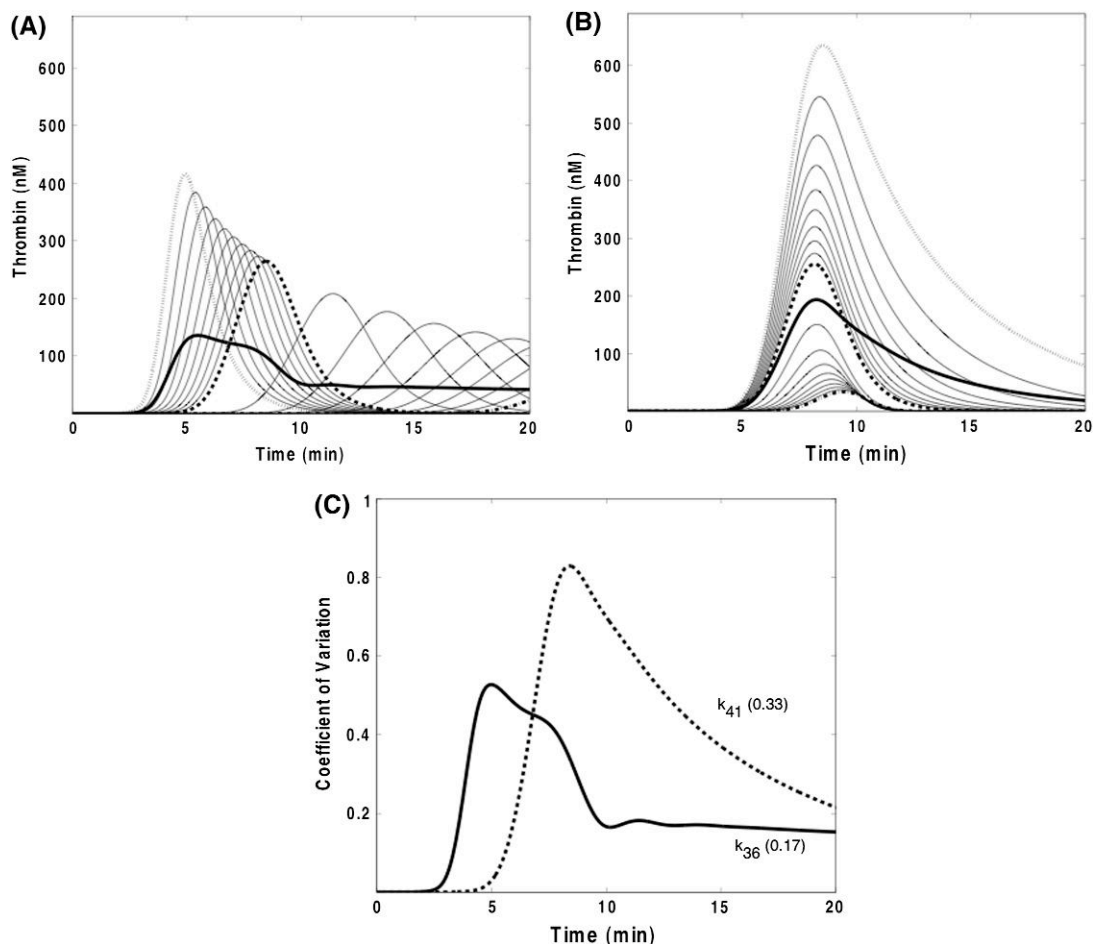 (A)
600
500
400
300
200
100
Thrombin (nM)
0
5
10
15
20
Time (min)
(B)
600
500
400
300
200
100
Thrombin (nM)
0
5
10
15
20
Time (min)
(C)
1
0.8
0.6
0.4
0.2
Coefficient of Variation
k41 (0.33)
k36 (0.17)
0
5
10
15
20
Time (min)